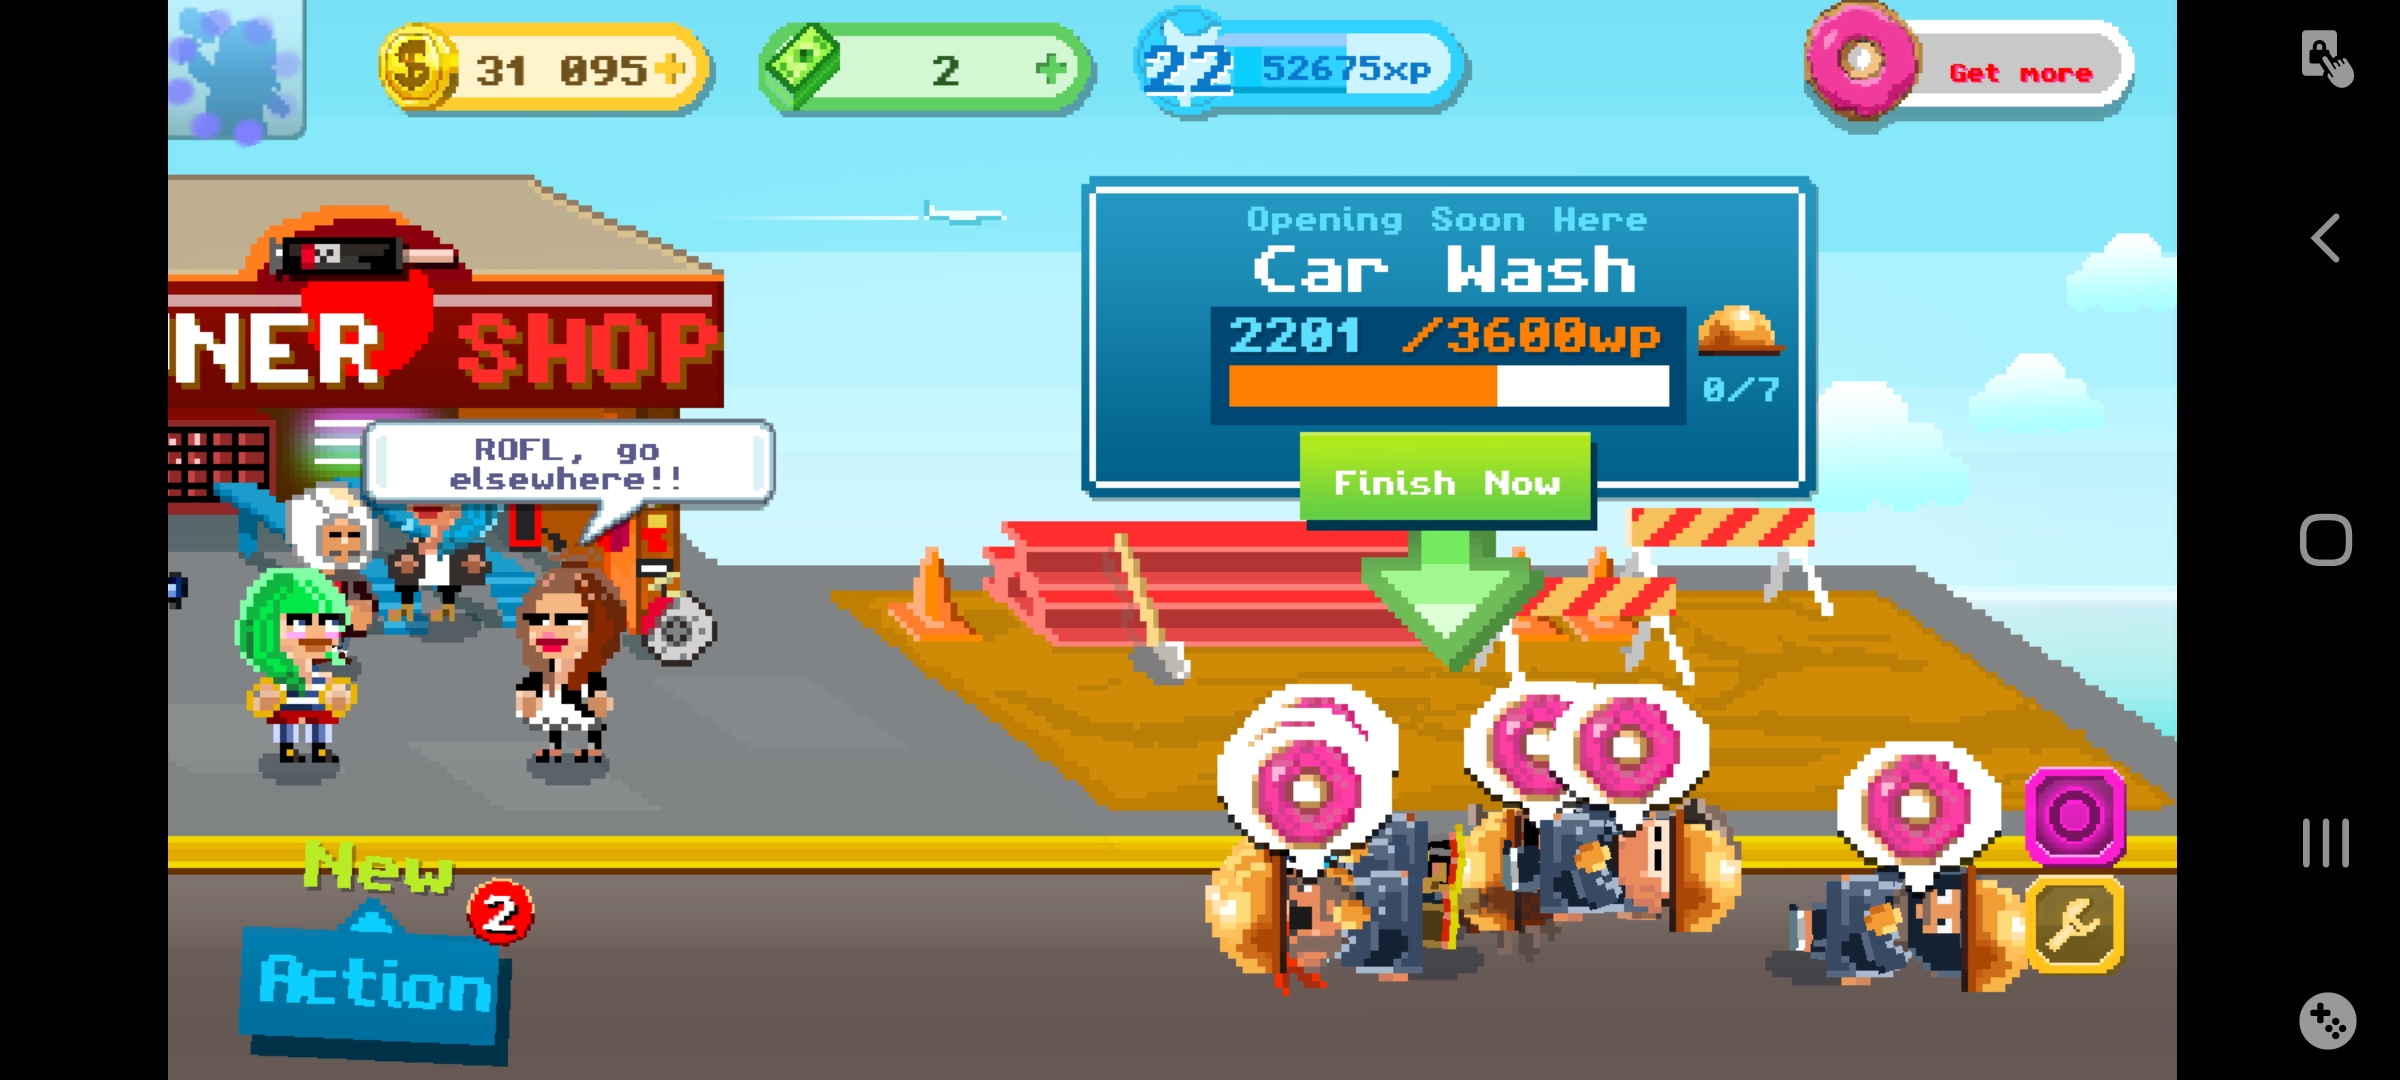 31 095
2
22
52675xp
Get more
NER SHOP
Opening Soon Here
Car Wash
2201 /3600wp
0/7
Finish Now
ROFL, go
elsewhere!!
New
2
Action